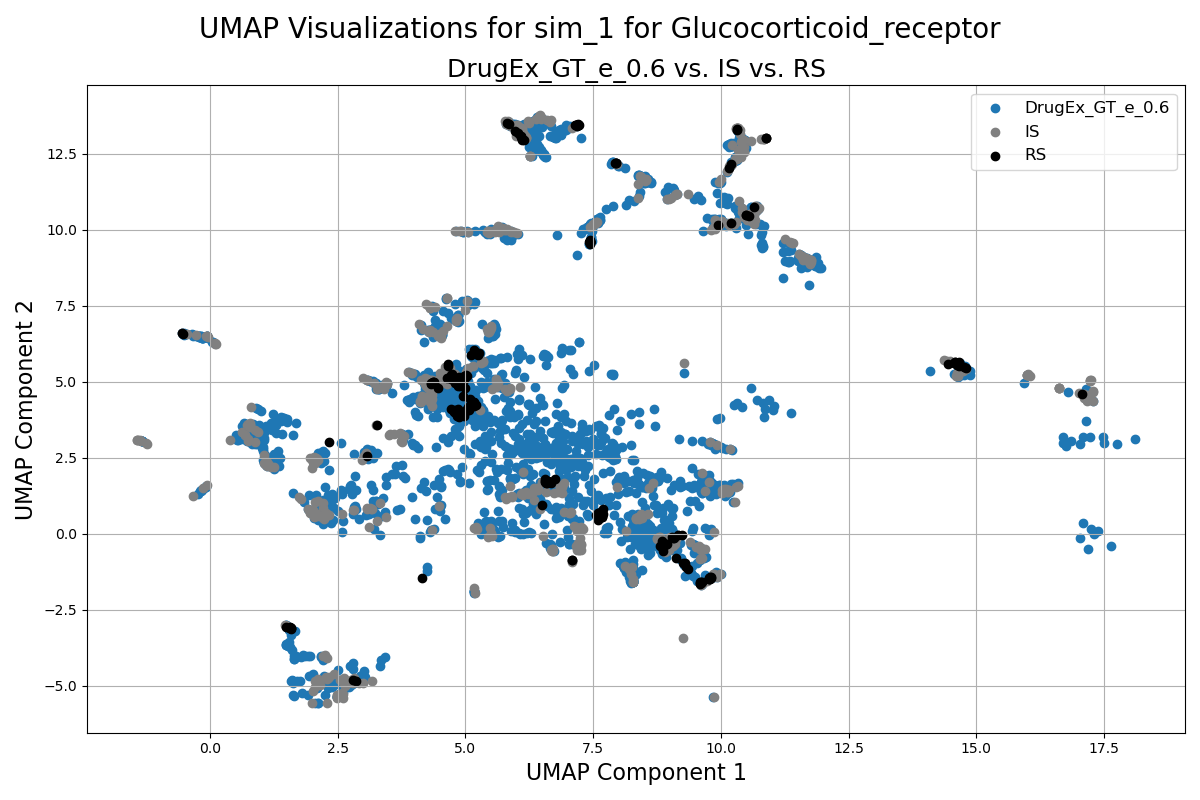 UMAP Visualizations for sim_1 for Glucocorticoid_receptor
DrugEx_GT_e_0.6 vs. IS vs. RS
DrugEx_GT_e_0.6
IS
RS
UMAP Component 2
12.5
10.0
7.5
5.0
2.5
0.0
−2.5
−5.0
0.0 2.5 5.0 7.5 10.0 12.5 15.0 17.5
UMAP Component 1